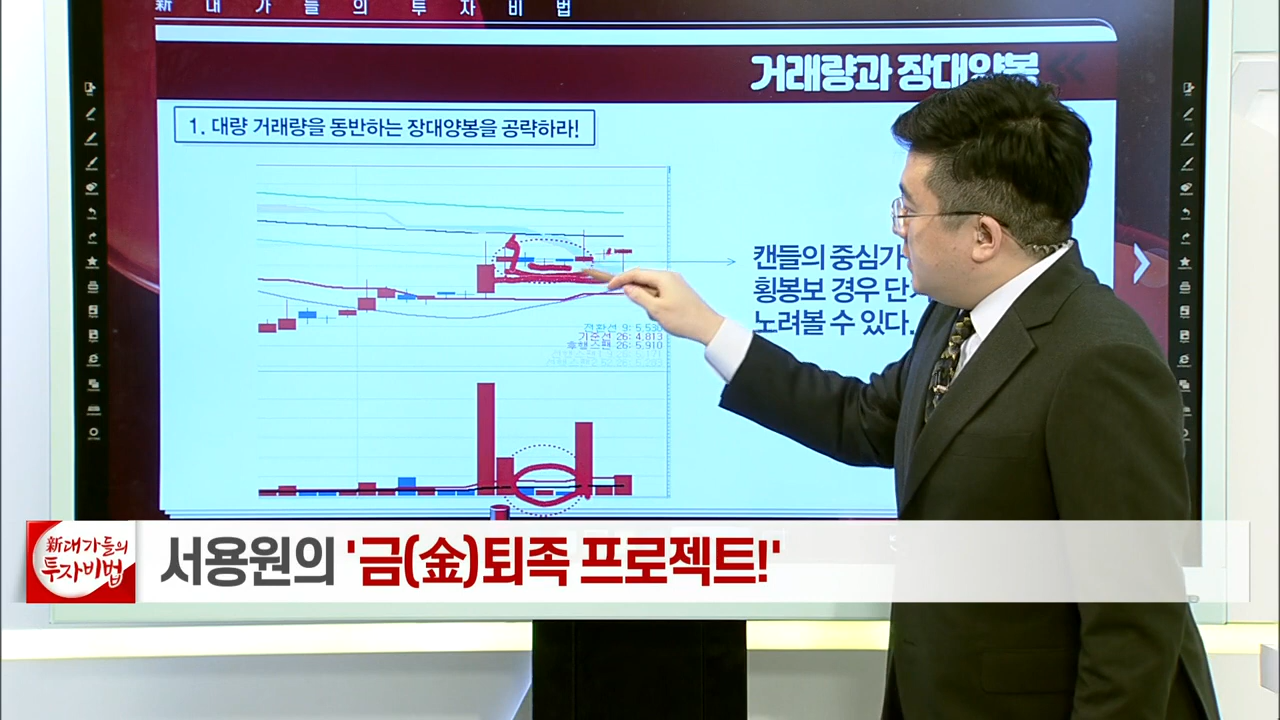 新 대 가 들 의 투 자 비 법
거래량과 장대양봉
1. 대량 거래량을 동반하는 장대양봉을 공략하라!
캔들의 중심가
횡봉보 경우 단
노려볼 수 있다.
전환선 9: 5,530
기준선 26: 4,813
후행스팬 26: 5,910
新대가들의
투자비법
서용원의 '금(金)퇴족 프로젝트!'